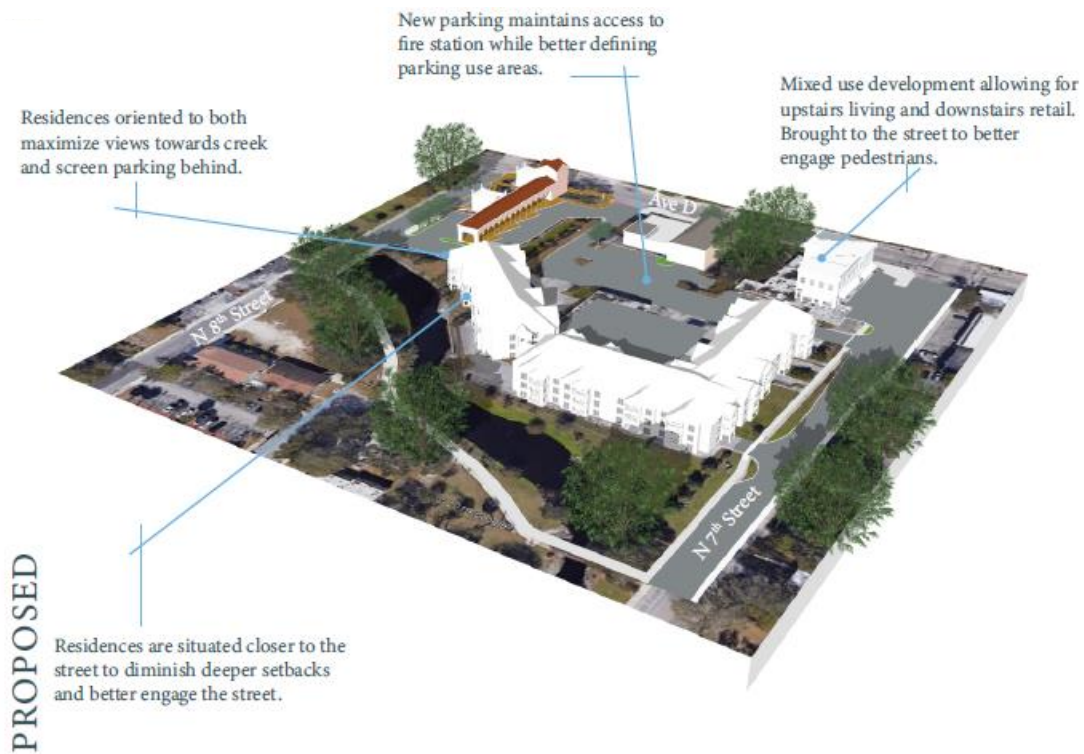 New parking maintains access to
fire station while better defining
parking use areas.
Mixed use development allowing for
upstairs living and downstairs retail.
Brought to the street to better
engage pedestrians.
Residences oriented to both
maximize views towards creek
and screen parking behind.
Ave D
N 8th Street
N 7th Street
PROPOSED
Residences are situated closer to the
street to diminish deeper setbacks
and better engage the street.